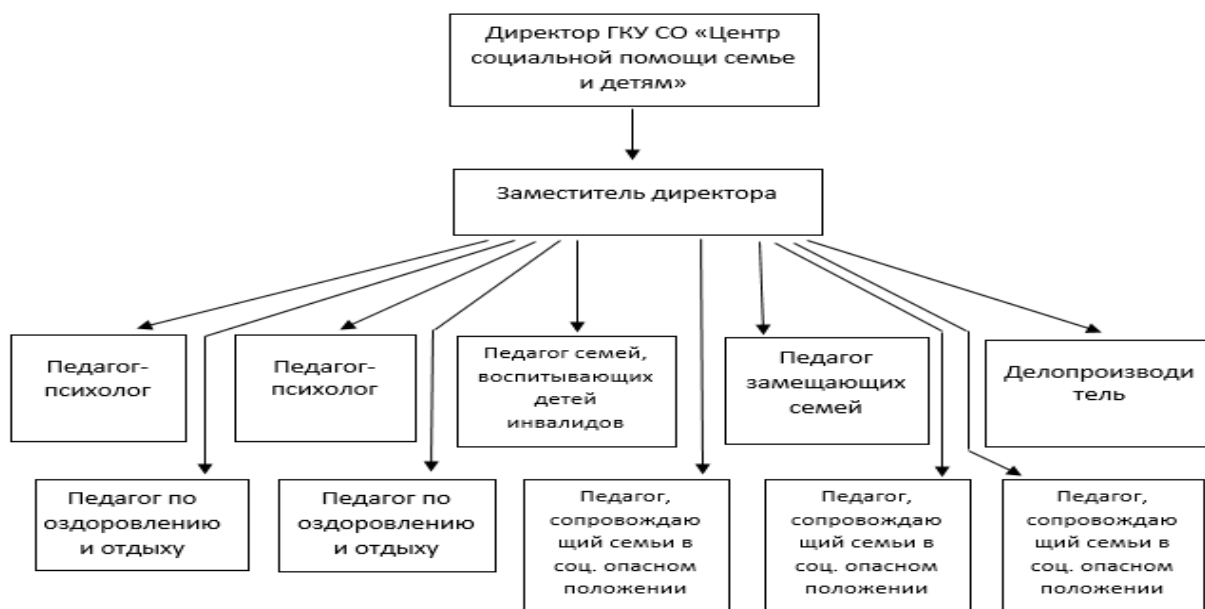 Директор ГКУ СО «Центр
социальной помощи семье
и детям»
Заместитель директора
Педагог-
психолог
Педагог-
психолог
Педагог семей,
воспитывающих
детей
инвалидов
Педагог
замещающих
семей
Делопроизводи
тель
Педагог по
оздоровлению
и отдыху
Педагог по
оздоровлению
и отдыху
Педагог,
сопровождаю
щий семьи в
соц. опасном
положении
Педагог,
сопровождаю
щий семьи в
соц. опасном
положении
Педагог,
сопровождаю
щий семьи в
соц. опасном
положении